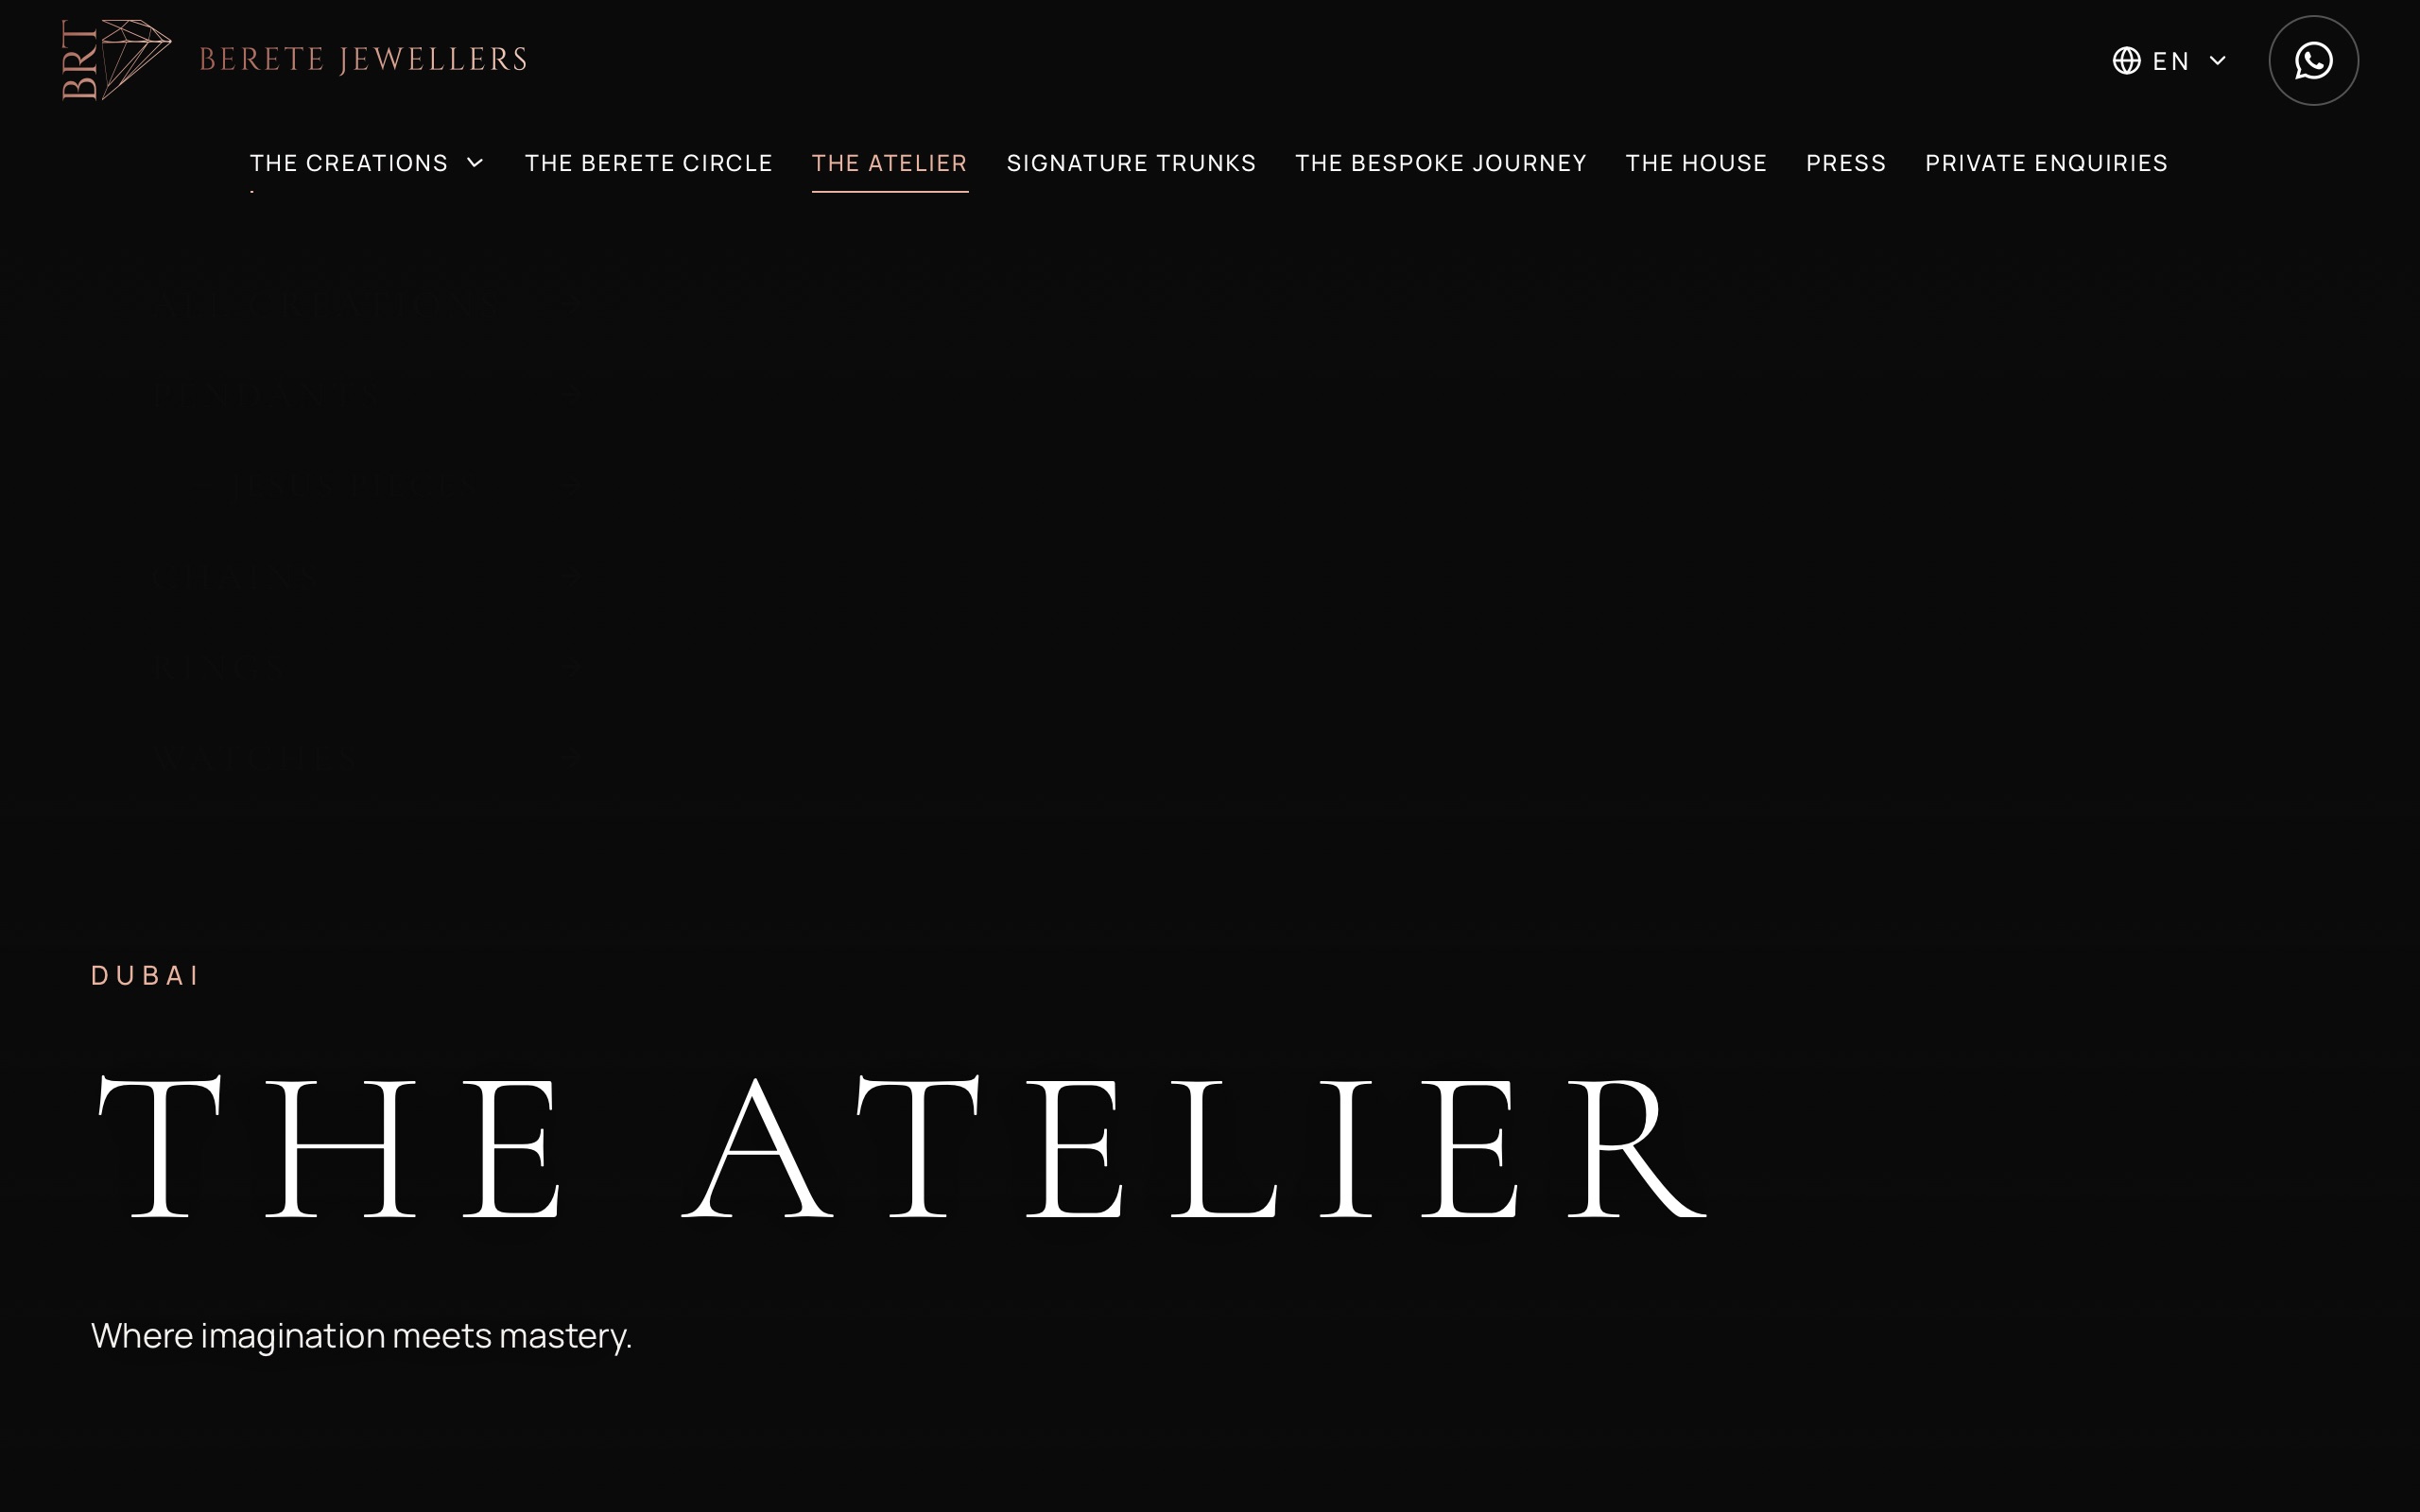 BRT
BERETE JEWELLERS
EN
THE CREATIONS
THE BERETE CIRCLE
THE ATELIER
SIGNATURE TRUNKS
THE BESPOKE JOURNEY
THE HOUSE
PRESS
PRIVATE ENQUIRIES
DUBAI
THE ATELIER
Where imagination meets mastery.